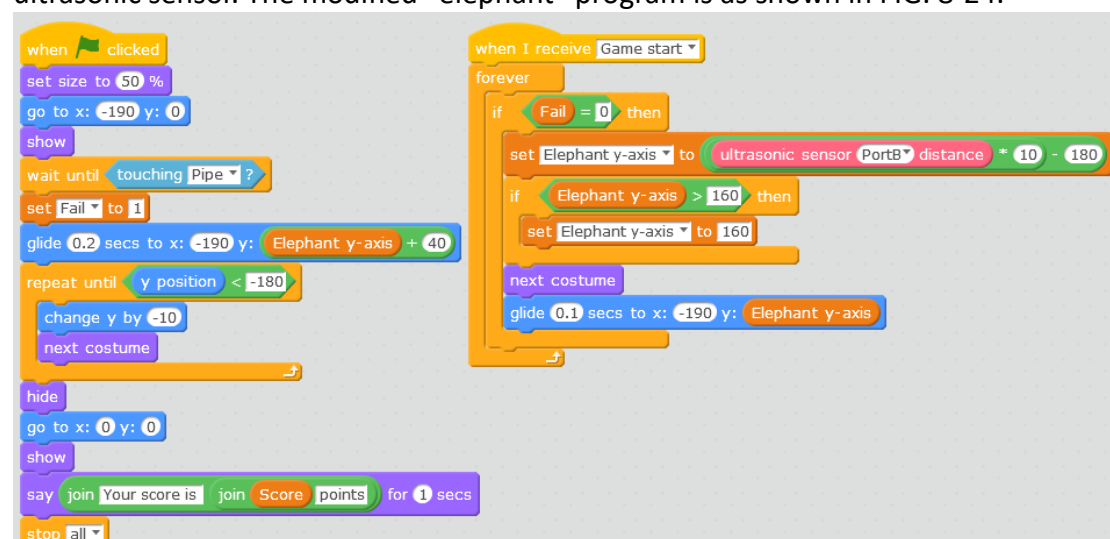 ultrasonic sensor. The modified "elephant" program is as shown in FIG. 8-24.
when clicked
set size to 50 %
go to x: -190 y: 0
show
wait until touching Pipe ?
set Fail to 1
glide 0.2 secs to x: -190 y: Elephant y-axis + 40
repeat until y position < -180
change y by -10
next costume
hide
go to x: 0 y: 0
show
say join Your score is join Score points for 1 secs
stop all
when I receive Game start
forever
if Fail = 0 then
set Elephant y-axis to ultrasonic sensor PortB distance * 10 - 180
if Elephant y-axis > 160 then
set Elephant y-axis to 160
next costume
glide 0.1 secs to x: -190 y: Elephant y-axis